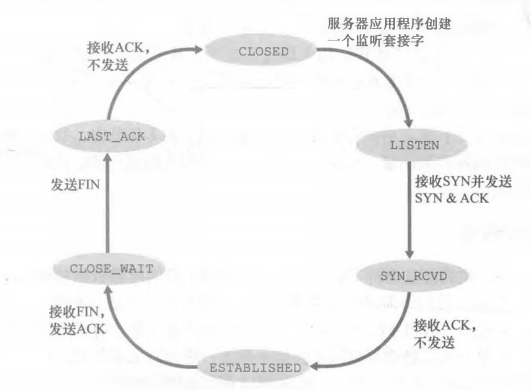 服务器应用程序创建
一个监听套接字
接收ACK，
不发送
CLOSED
LAST_ACK
LISTEN
发送FIN
接收SYN并发送
SYN & ACK
CLOSE_WAIT
SYN_RCVD
接收FIN，
发送ACK
接收ACK，
不发送
ESTABLISHED